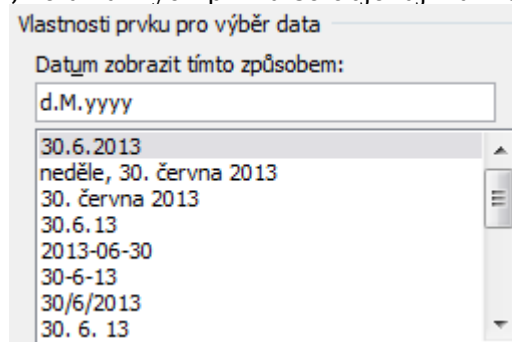 Vlastnosti prvku pro výběr data
Datum zobrazit tímto způsobem:
d.M.yyyy
30.6.2013
neděle, 30. června 2013
30. června 2013
30.6.13
2013-06-30
30-6-13
30/6/2013
30. 6. 13